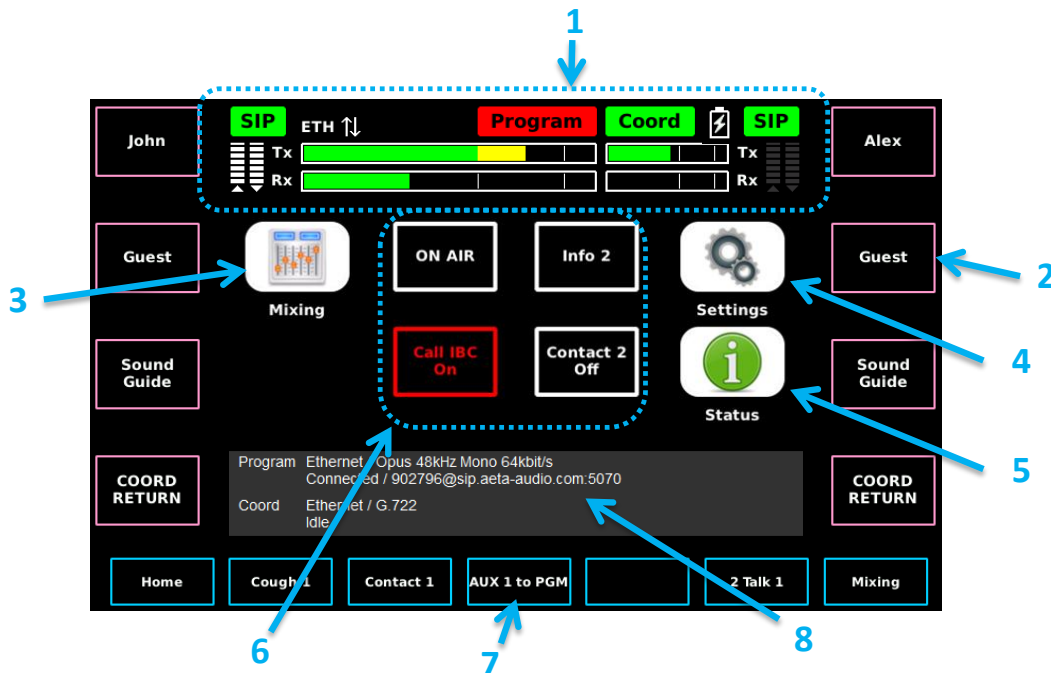 1
SIP ETH Program Coord SIP
Tx Tx
Rx Rx
John Alex
Guest ON AIR Info 2 Guest
2
3
Mixing Settings
4
Sound
Guide
Call IBC
On
Contact 2
Off
Sound
Guide
Status
5
COORD
RETURN
Program Ethernet / Opus 48kHz Mono 64kbit/s
Connected / 902796@sip.aeta-audio.com:5070
Coord Ethernet / G.722
Idle
COORD
RETURN
Home Cough 1 Contact 1 AUX 1 to PGM 2 Talk 1 Mixing
6 7 8